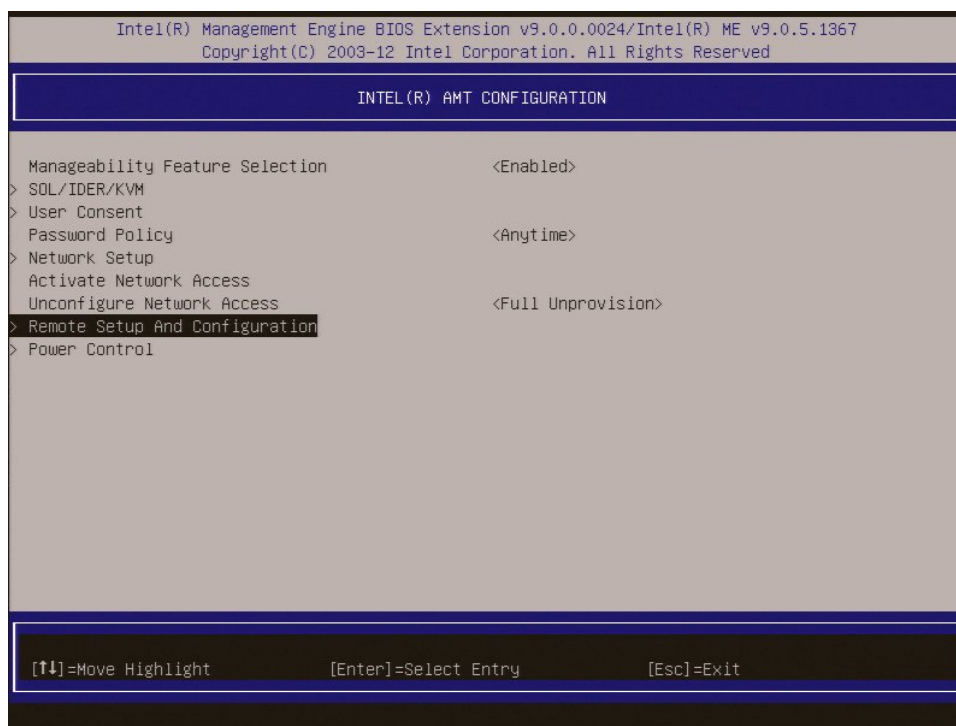 Intel(R) Management Engine BIOS Extension v9.0.0.0024/Intel(R) ME v9.0.5.1367
Copyright(C) 2003-12 Intel Corporation. All Rights Reserved
INTEL(R) AMT CONFIGURATION
Manageability Feature Selection <Enabled>
> SOL/IDER/KVM
> User Consent
Password Policy <Anytime>
> Network Setup
Activate Network Access
Unconfigure Network Access <Full Unprovision>
> Remote Setup And Configuration
> Power Control
[↑↓]=Move Highlight [Enter]=Select Entry [Esc]=Exit